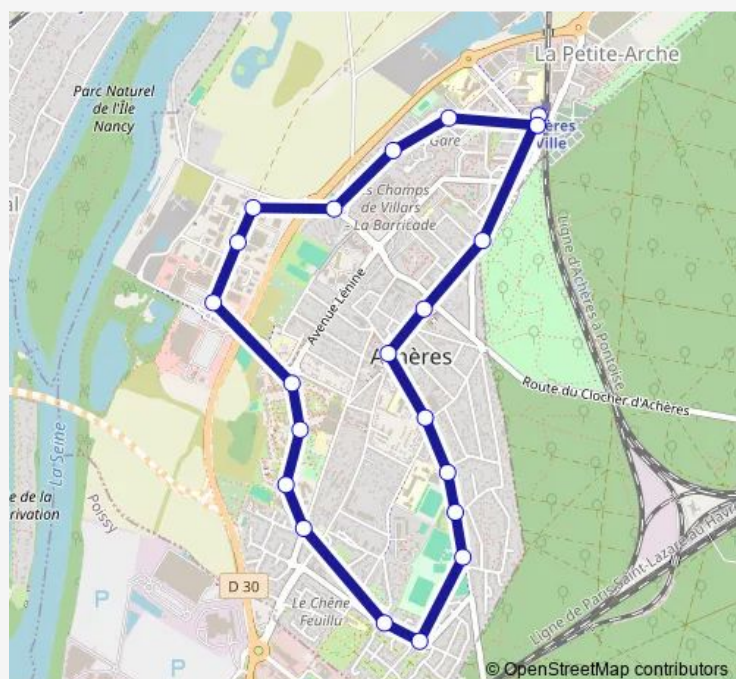 La Petite-Arche
Parc Naturel
de l'Île
Nancy
Gare
Ville
Champs
de Villars
- La Barricade
Ligne d'Achères à Pontoise
Avenue Lénine
Route du Clocher d'Achères
La Seine
Poissy
e de la
rivation
D 30
Le Chêne
Feuillu
P
P
Ligne de Paris-Saint-Lazare au Havre
© OpenStreetMap contributors